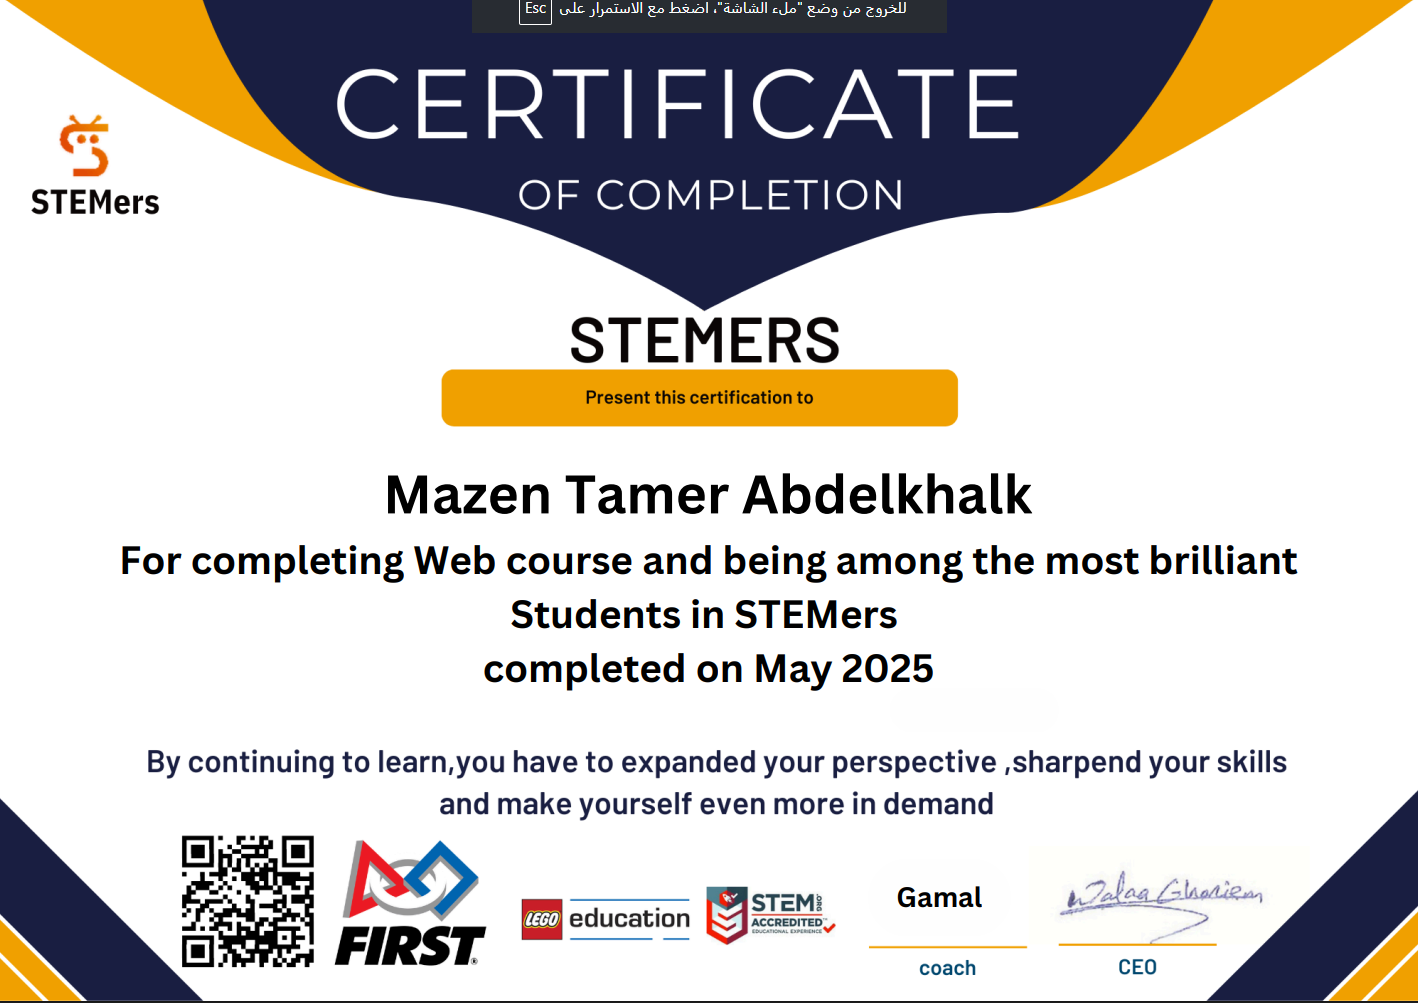 للخروج من وضع "ملء الشاشة"، اضغط مع الاستمرار على Esc
CERTIFICATE
OF COMPLETION
STEMers
STEMERS
Present this certification to
Mazen Tamer Abdelkhalk
For completing Web course and being among the most brilliant
Students in STEMers
completed on May 2025
By continuing to learn,you have to expanded your perspective ,sharpend your skills
and make yourself even more in demand
FIRST®
LEGO education
STEM.ORG
ACCREDITED™
EDUCATIONAL EXPERIENCE
Gamal
coach
Walaa Ghoniem
CEO